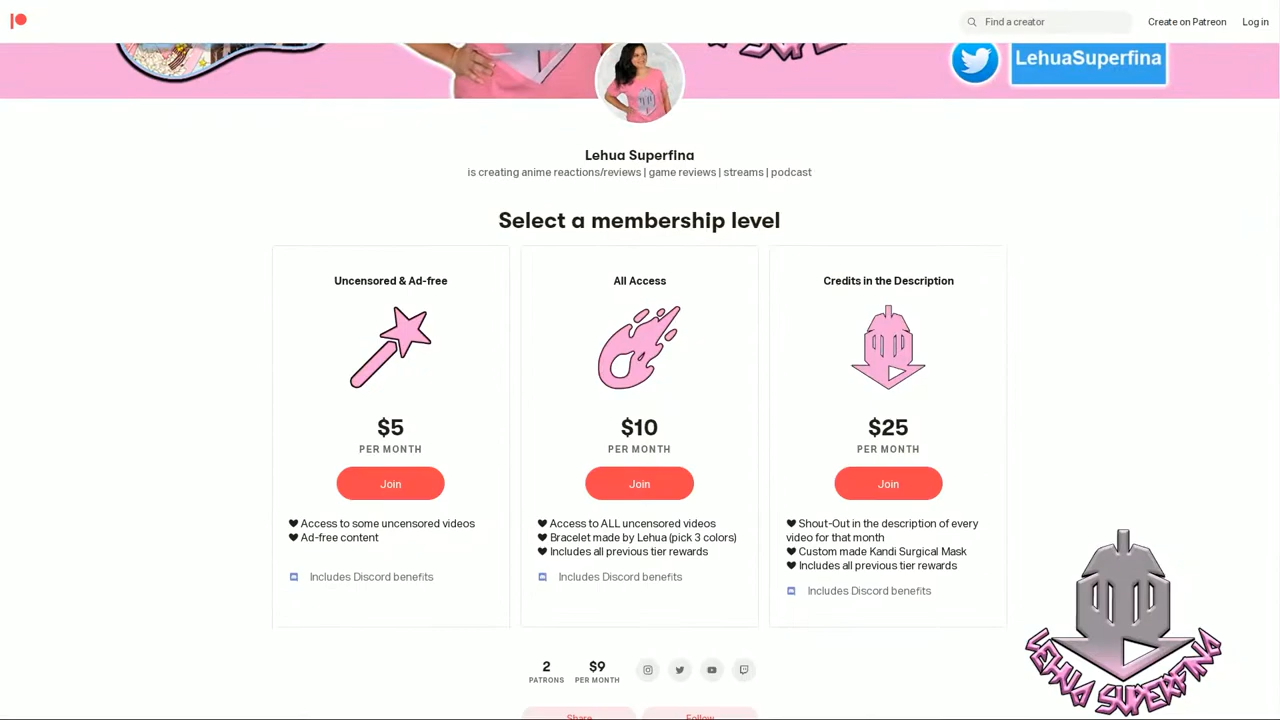 Find a creator
Create on Patreon
Log in
LehuaSuperfina
Lehua Superfina
is creating anime reactions/reviews | game reviews | streams | podcast
Select a membership level
Uncensored & Ad-free
$5
PER MONTH
Join
♥ Access to some uncensored videos
♥ Ad-free content
Includes Discord benefits
All Access
$10
PER MONTH
Join
♥ Access to ALL uncensored videos
♥ Bracelet made by Lehua (pick 3 colors)
♥ Includes all previous tier rewards
Includes Discord benefits
Credits in the Description
$25
PER MONTH
Join
♥ Shout-Out in the description of every
video for that month
♥ Custom made Kandi Surgical Mask
♥ Includes all previous tier rewards
Includes Discord benefits
2
PATRONS
$9
PER MONTH
Share
Follow
LEHUA SUPERFINA